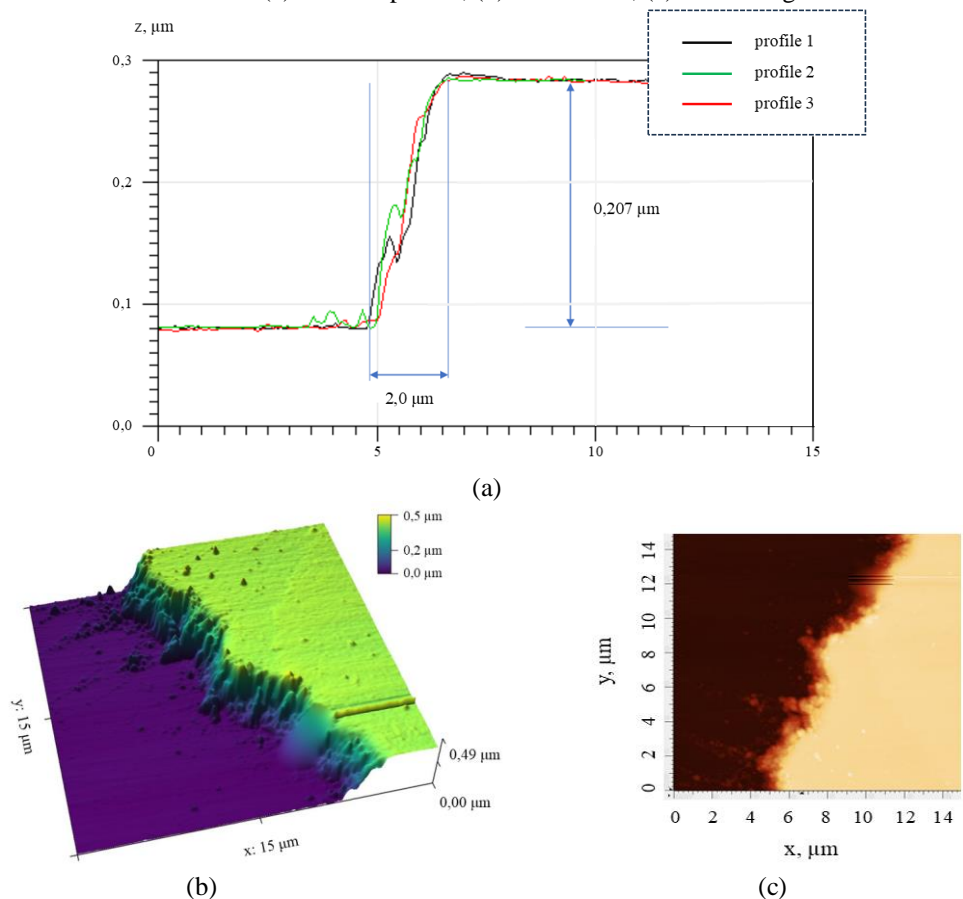 z, µm
profile 1
profile 2
profile 3
0,3
0,2
0,207 µm
0,1
2,0 µm
0,0
0 5 10 15
(a)
0,5 µm
0,2 µm
0,0 µm
y: 15 µm
0,49 µm
0,00 µm
x: 15 µm
(b)
14
12
10
8
6
4
2
0
y, µm
0 2 4 6 8 10 12 14
x, µm
(c)